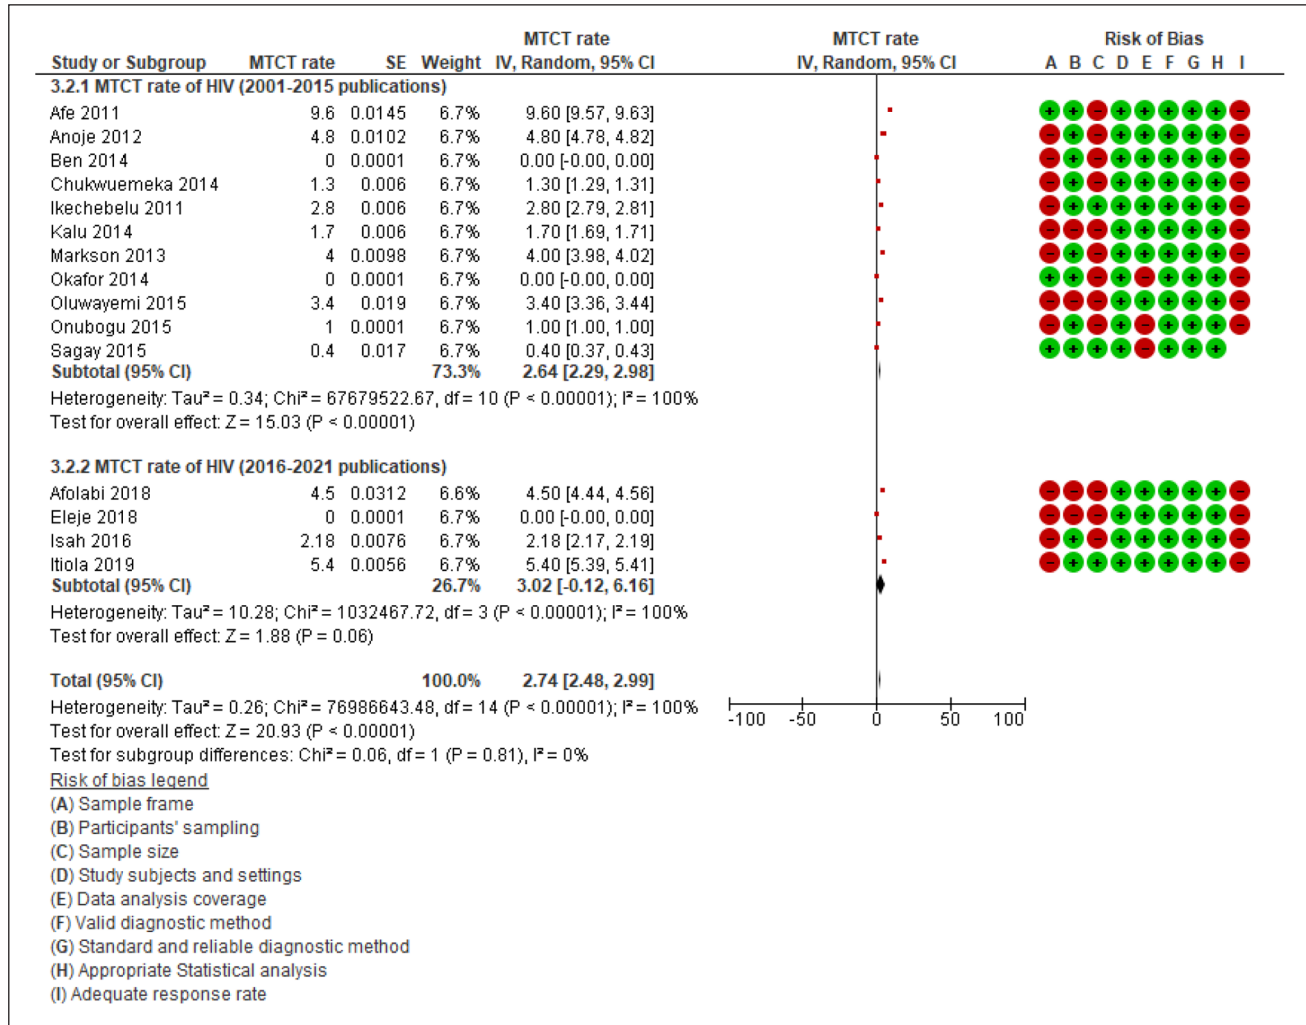 MTCT rate MTCT rate Risk of Bias
Study or Subgroup MTCT rate SE Weight IV, Random, 95% CI IV, Random, 95% CI A B C D E F G H I
3.2.1 MTCT rate of HIV (2001-2015 publications)
Afe 2011 9.6 0.0145 6.7% 9.60 [9.57, 9.63] + + - + + + + + -
Anoje 2012 4.8 0.0102 6.7% 4.80 [4.78, 4.82] - + - + + + + + -
Ben 2014 0 0.0001 6.7% 0.00 [-0.00, 0.00] - + - + + + + + -
Chukwuemeka 2014 1.3 0.006 6.7% 1.30 [1.29, 1.31] - + - + + + + + -
Ikechebelu 2011 2.8 0.006 6.7% 2.80 [2.79, 2.81] - + + + + + + + -
Kalu 2014 1.7 0.006 6.7% 1.70 [1.69, 1.71] - - - + + + + + -
Markson 2013 4 0.0098 6.7% 4.00 [3.98, 4.02] - + - + + + + + -
Okafor 2014 0 0.0001 6.7% 0.00 [-0.00, 0.00] + + - + - + + + -
Oluwayemi 2015 3.4 0.019 6.7% 3.40 [3.36, 3.44] - - - + + + + + -
Onubogu 2015 1 0.0001 6.7% 1.00 [1.00, 1.00] - + - + - + + + -
Sagay 2015 0.4 0.017 6.7% 0.40 [0.37, 0.43] + + + + - + + +
Subtotal (95% CI) 73.3% 2.64 [2.29, 2.98]
Heterogeneity: Tau² = 0.34; Chi² = 67679522.67, df = 10 (P < 0.00001); I² = 100%
Test for overall effect: Z = 15.03 (P < 0.00001)
3.2.2 MTCT rate of HIV (2016-2021 publications)
Afolabi 2018 4.5 0.0312 6.6% 4.50 [4.44, 4.56] - - - + + + + + -
Eleje 2018 0 0.0001 6.7% 0.00 [-0.00, 0.00] - - - + + + + + -
Isah 2016 2.18 0.0076 6.7% 2.18 [2.17, 2.19] - + - + + + + + -
Itiola 2019 5.4 0.0056 6.7% 5.40 [5.39, 5.41] - + + + + + + + -
Subtotal (95% CI) 26.7% 3.02 [-0.12, 6.16]
Heterogeneity: Tau² = 10.28; Chi² = 1032467.72, df = 3 (P < 0.00001); I² = 100%
Test for overall effect: Z = 1.88 (P = 0.06)
Total (95% CI) 100.0% 2.74 [2.48, 2.99]
Heterogeneity: Tau² = 0.26; Chi² = 76986643.48, df = 14 (P < 0.00001); I² = 100%
-100 -50 0 50 100
Test for overall effect: Z = 20.93 (P < 0.00001)
Test for subgroup differences: Chi² = 0.06, df = 1 (P = 0.81), I² = 0%
Risk of bias legend
(A) Sample frame
(B) Participants' sampling
(C) Sample size
(D) Study subjects and settings
(E) Data analysis coverage
(F) Valid diagnostic method
(G) Standard and reliable diagnostic method
(H) Appropriate Statistical analysis
(I) Adequate response rate